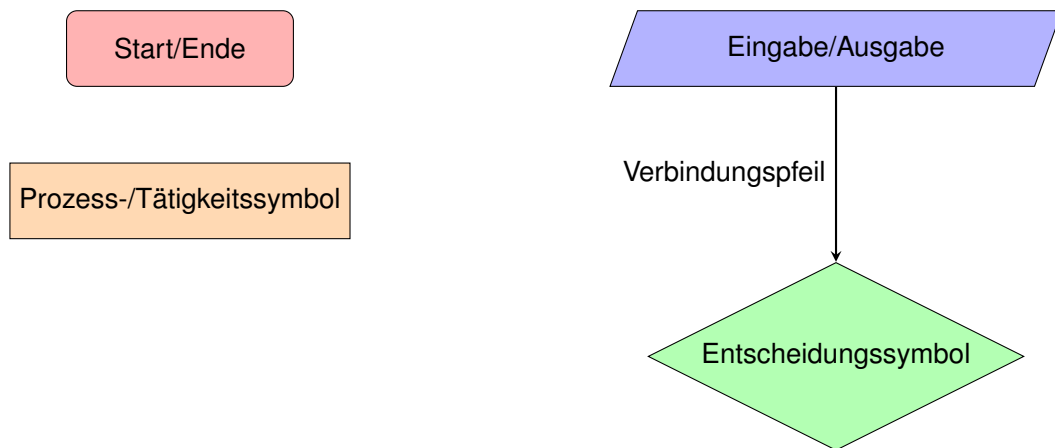 Start/Ende
Eingabe/Ausgabe
Verbindungspfeil
Prozess-/Tätigkeitssymbol
Entscheidungssymbol